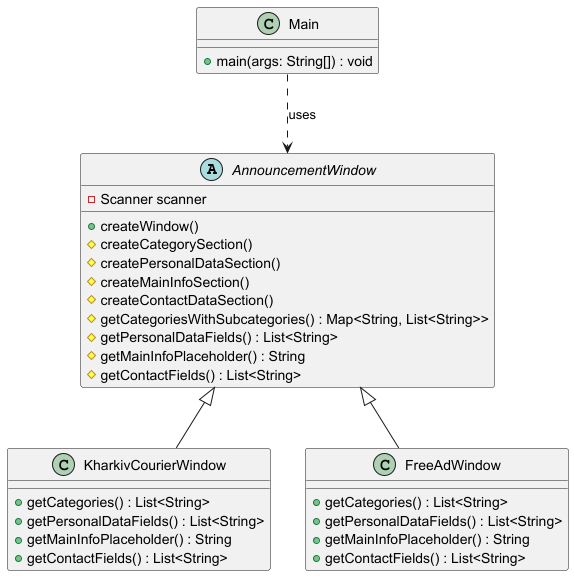 C Main
main(args: String[]) : void
uses
A AnnouncementWindow
Scanner scanner
createWindow()
createCategorySection()
createPersonalDataSection()
createMainInfoSection()
createContactDataSection()
getCategoriesWithSubcategories() : Map<String, List<String>>
getPersonalDataFields() : List<String>
getMainInfoPlaceholder() : String
getContactFields() : List<String>
C KharkivCourierWindow
getCategories() : List<String>
getPersonalDataFields() : List<String>
getMainInfoPlaceholder() : String
getContactFields() : List<String>
C FreeAdWindow
getCategories() : List<String>
getPersonalDataFields() : List<String>
getMainInfoPlaceholder() : String
getContactFields() : List<String>